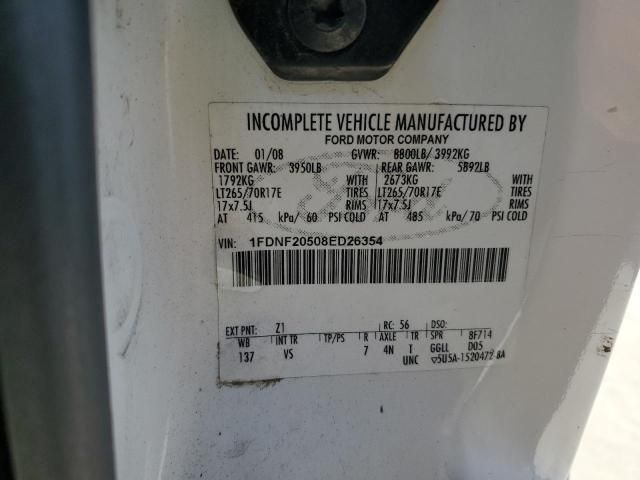 INCOMPLETE VEHICLE MANUFACTURED BY
FORD MOTOR COMPANY
DATE: 01/08 GVWR: 8800LB/ 3992KG
FRONT GAWR: 3950LB REAR GAWR: 5892LB
1792KG WITH 2673KG WITH
LT265/70R17E TIRES LT265/70R17E TIRES
17x7.5J RIMS 17x7.5J RIMS
AT 415 kPa/ 60 PSI COLD AT 485 kPa/ 70 PSI COLD
VIN: 1FDNF20508ED26354
EXT PNT: Z1 RC: 56 DSO:
WB INT TR TP/PS R AXLE TR SPR 8F714
137 VS 7 4N T GGLL D05
UNC ▽5U5A-1520472-BA